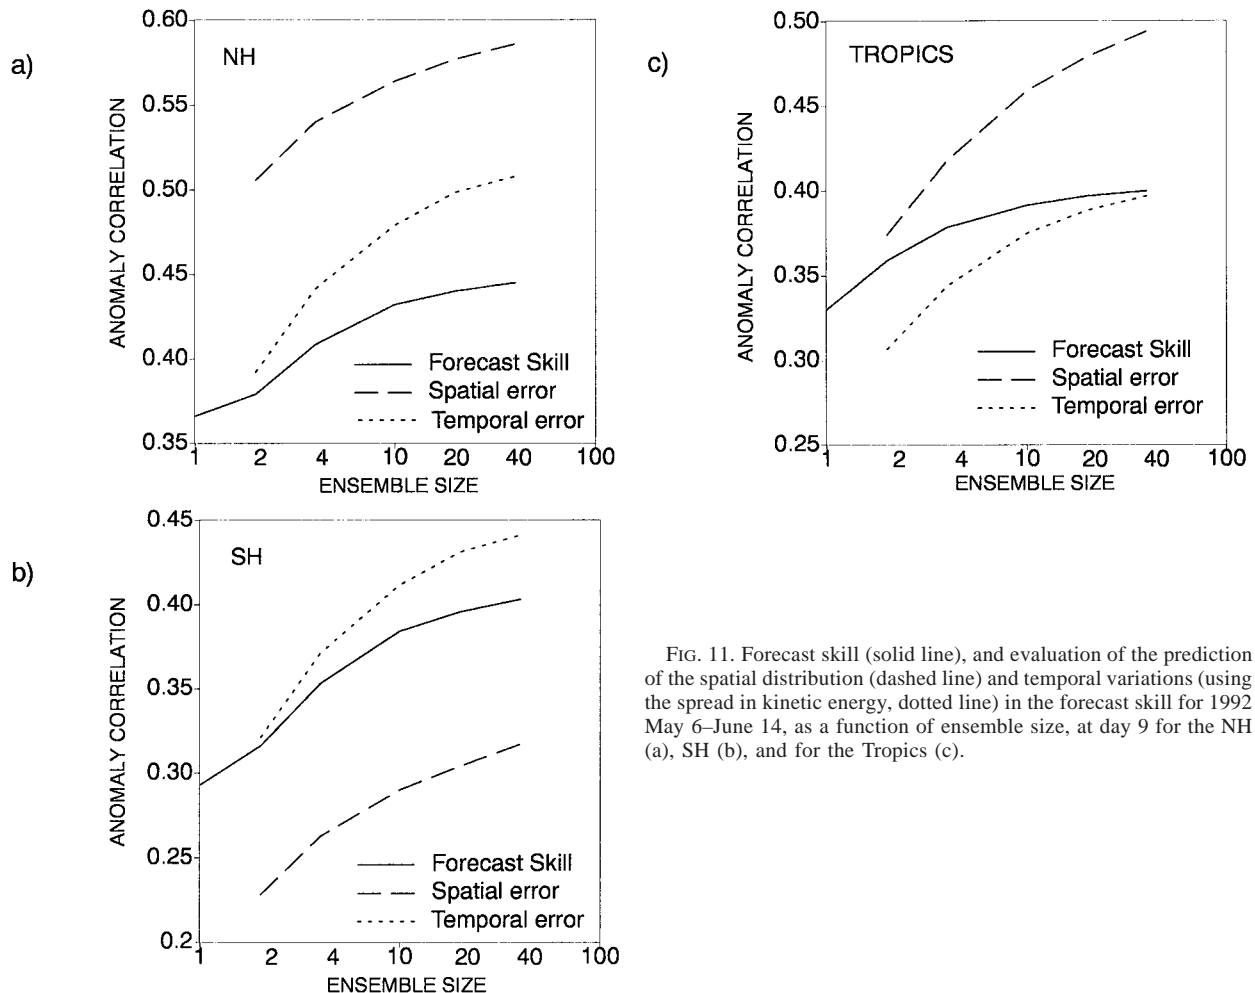 a)
NH
0.60
0.55
0.50
0.45
0.40
0.35
ANOMALY CORRELATION
Forecast Skill
Spatial error
Temporal error
1 2 4 10 20 40 100
ENSEMBLE SIZE
c)
TROPICS
0.50
0.45
0.40
0.35
0.30
0.25
ANOMALY CORRELATION
Forecast Skill
Spatial error
Temporal error
1 2 4 10 20 40 100
ENSEMBLE SIZE
b)
SH
0.45
0.40
0.35
0.30
0.25
0.2
ANOMALY CORRELATION
Forecast Skill
Spatial error
Temporal error
1 2 4 10 20 40 100
ENSEMBLE SIZE
FIG. 11. Forecast skill (solid line), and evaluation of the prediction
of the spatial distribution (dashed line) and temporal variations (using
the spread in kinetic energy, dotted line) in the forecast skill for 1992
May 6–June 14, as a function of ensemble size, at day 9 for the NH
(a), SH (b), and for the Tropics (c).